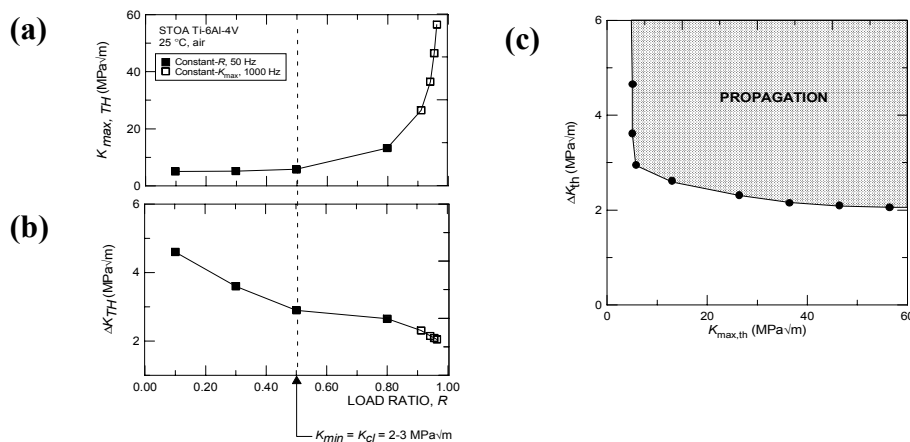 (a)
STOA Ti-6Al-4V
25 °C, air
Constant-R, 50 Hz
Constant-Kmax, 1000 Hz
K max, TH (MPa√m)
60
40
20
0
(b)
ΔKTH (MPa√m)
6
4
2
0.00 0.20 0.40 0.60 0.80 1.00
LOAD RATIO, R
Kmin = Kcl = 2-3 MPa√m
(c)
PROPAGATION
ΔKth (MPa√m)
6
4
2
0
0 20 40 60
Kmax,th (MPa√m)